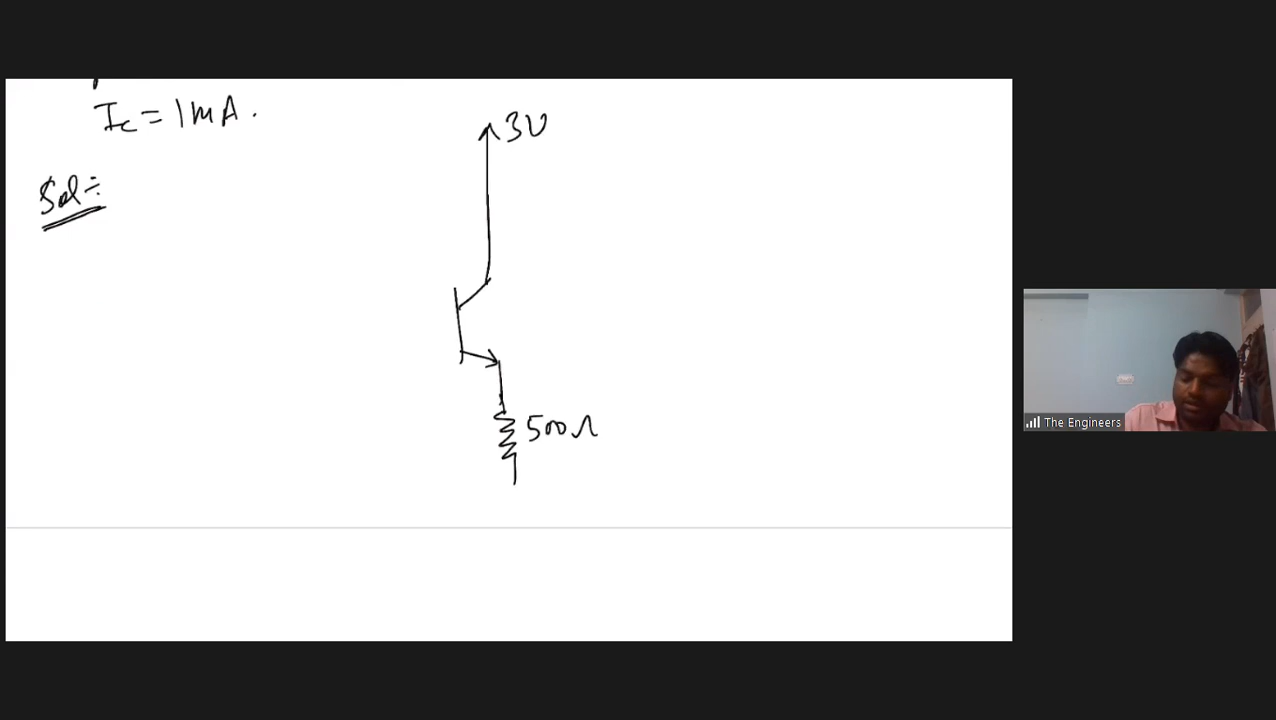 Ic = 1mA.
3V
Sol÷
500Ω
The Engineers